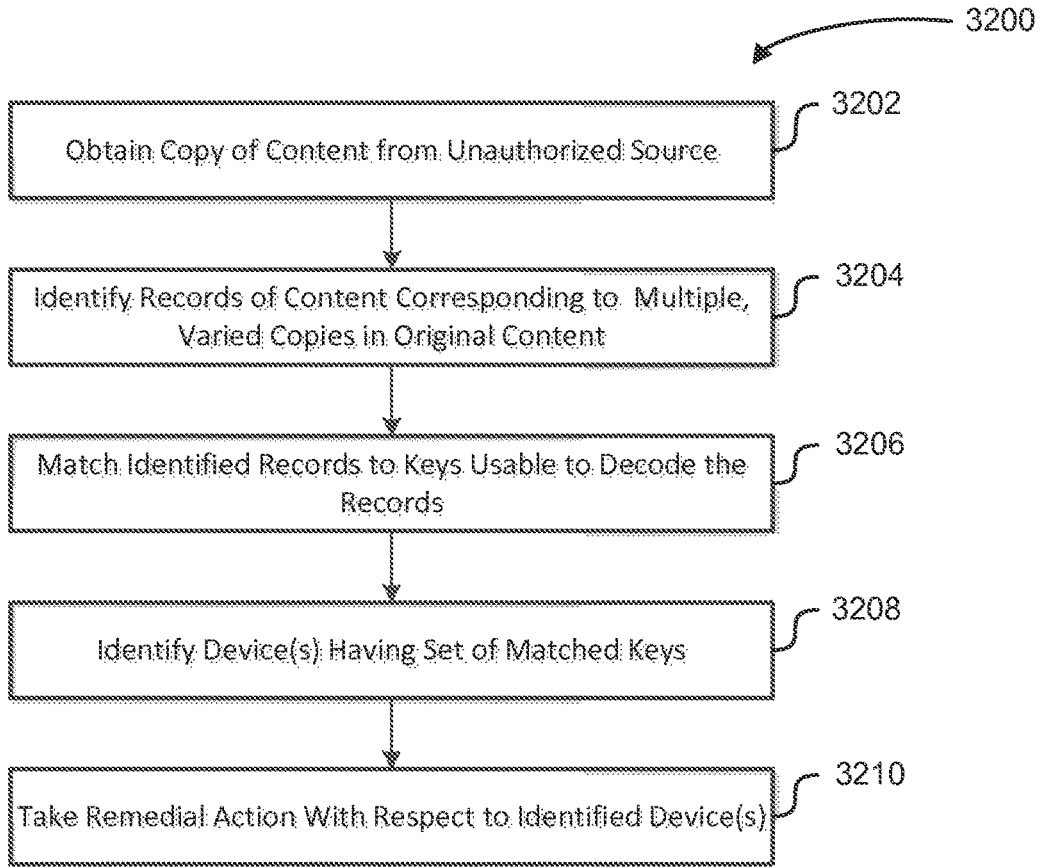 3200
3202
Obtain Copy of Content from Unauthorized Source
3204
Identify Records of Content Corresponding to Multiple,
Varied Copies in Original Content
3206
Match Identified Records to Keys Usable to Decode the
Records
3208
Identify Device(s) Having Set of Matched Keys
3210
Take Remedial Action With Respect to Identified Device(s)